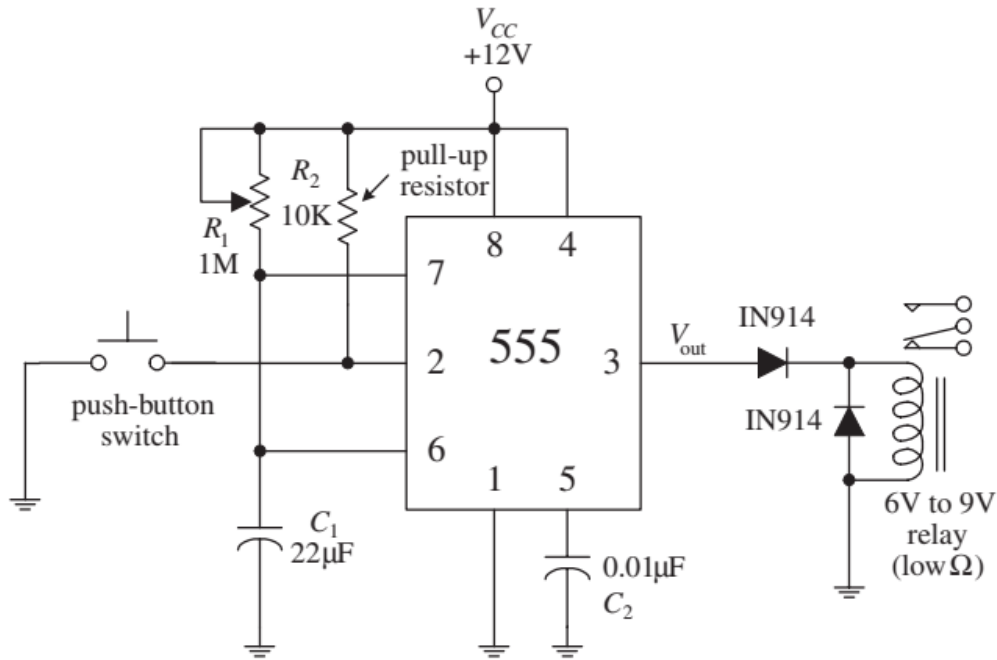 V_CC
+12V
R_2
10K
pull-up
resistor
R_1
1M
8
4
7
555
2
3
6
1
5
V_out
IN914
IN914
push-button
switch
C_1
22μF
0.01μF
C_2
6V to 9V
relay
(low Ω)